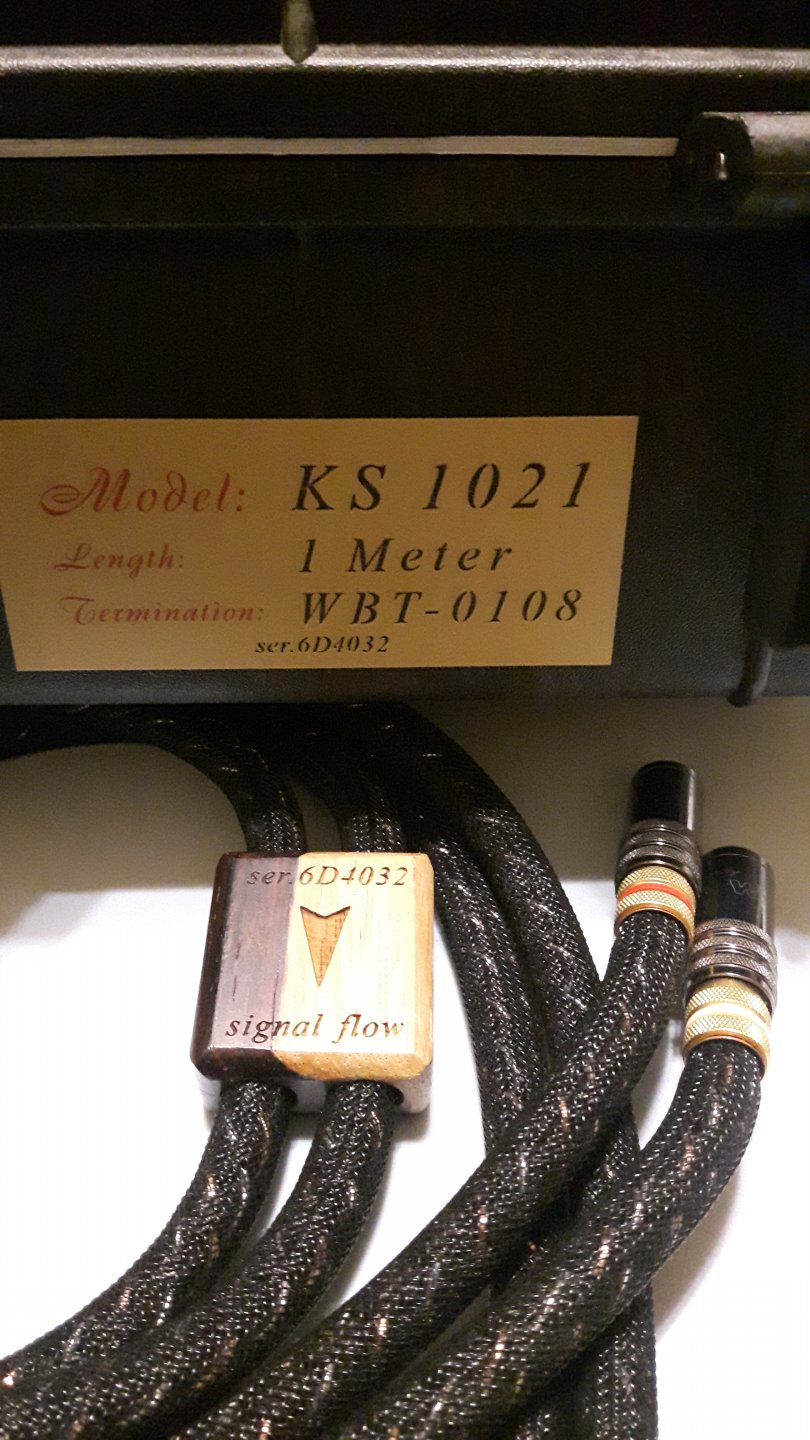 Model: KS 1021
Length: 1 Meter
Termination: WBT-0108
ser.6D4032
ser.6D4032
signal flow